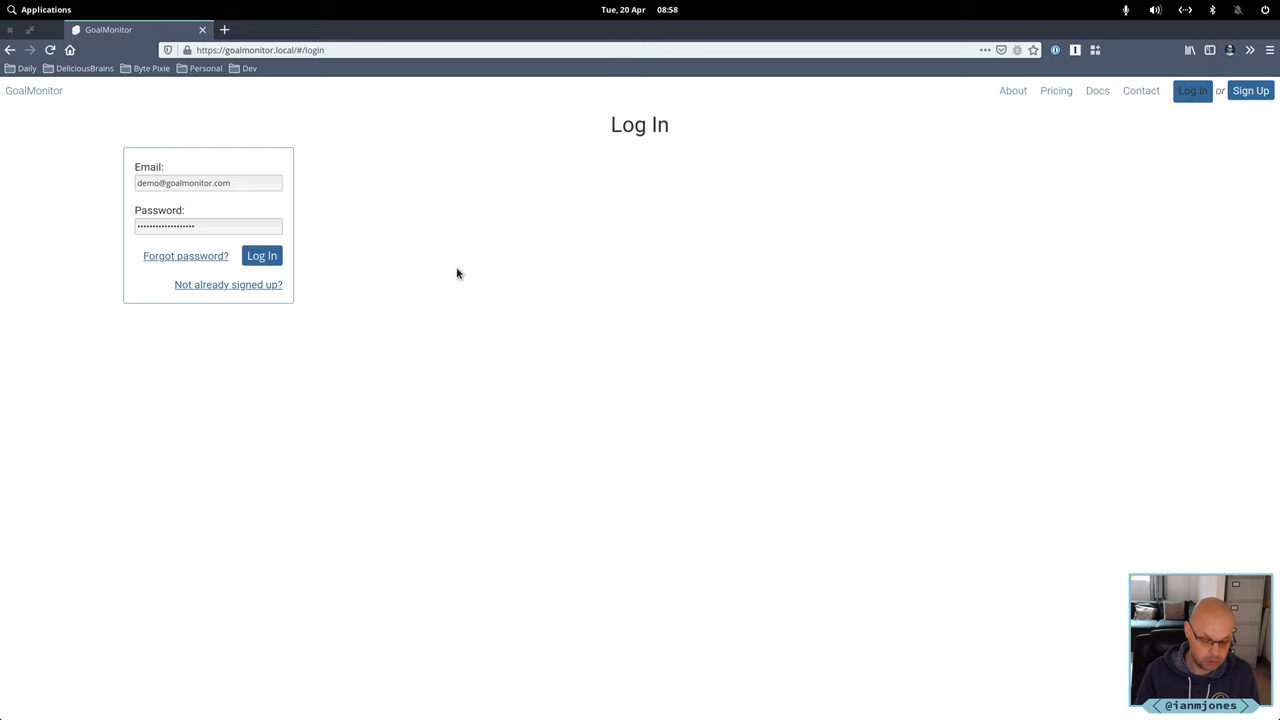 Applications
Tue, 20 Apr 08:58
GoalMonitor
https://goalmonitor.local/#/login
Daily
DeliciousBrains
Byte Pixie
Personal
Dev
GoalMonitor
About
Pricing
Docs
Contact
Log In or Sign Up
Log In
Email:
demo@goalmonitor.com
Password:
••••••••••••••••••
Forgot password?
Log In
Not already signed up?
@ianmjones